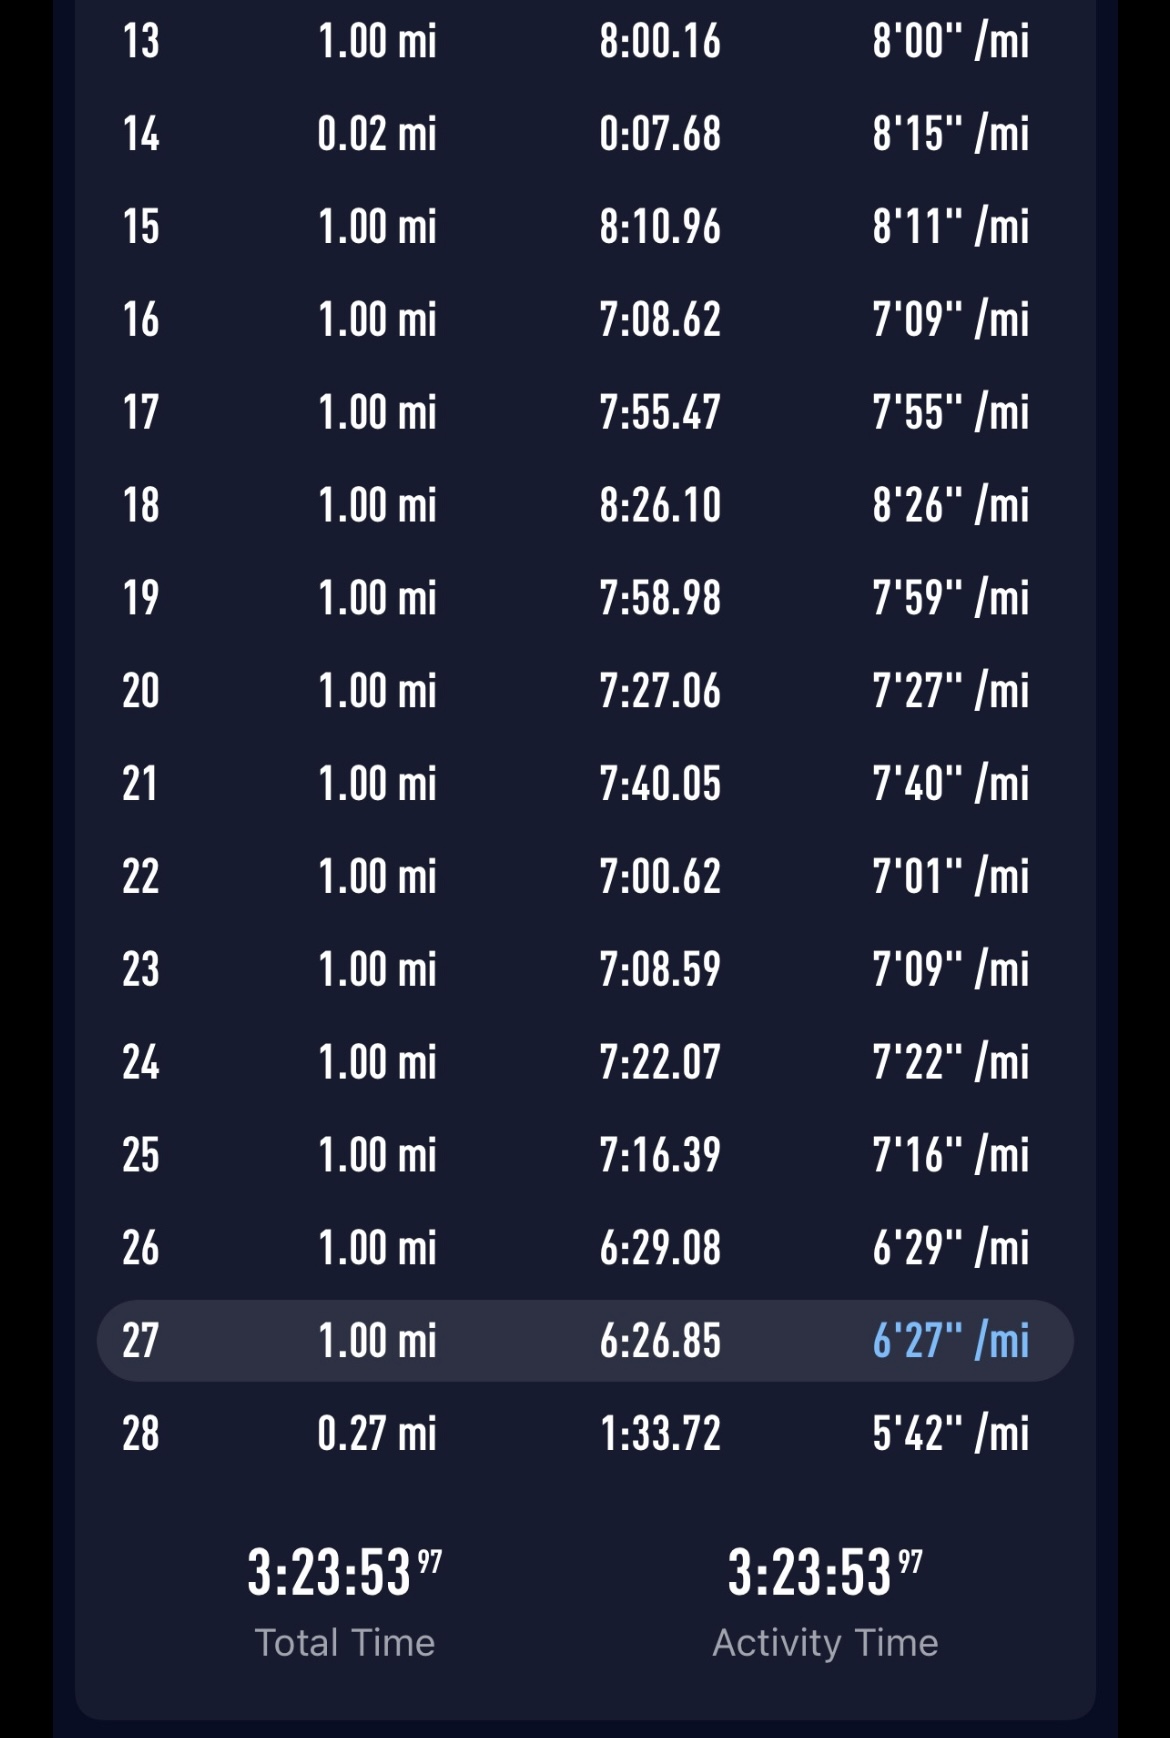 13 1.00 mi 8:00.16 8'00" /mi
14 0.02 mi 0:07.68 8'15" /mi
15 1.00 mi 8:10.96 8'11" /mi
16 1.00 mi 7:08.62 7'09" /mi
17 1.00 mi 7:55.47 7'55" /mi
18 1.00 mi 8:26.10 8'26" /mi
19 1.00 mi 7:58.98 7'59" /mi
20 1.00 mi 7:27.06 7'27" /mi
21 1.00 mi 7:40.05 7'40" /mi
22 1.00 mi 7:00.62 7'01" /mi
23 1.00 mi 7:08.59 7'09" /mi
24 1.00 mi 7:22.07 7'22" /mi
25 1.00 mi 7:16.39 7'16" /mi
26 1.00 mi 6:29.08 6'29" /mi
27 1.00 mi 6:26.85 6'27" /mi
28 0.27 mi 1:33.72 5'42" /mi
3:23:53 97 3:23:53 97
Total Time Activity Time